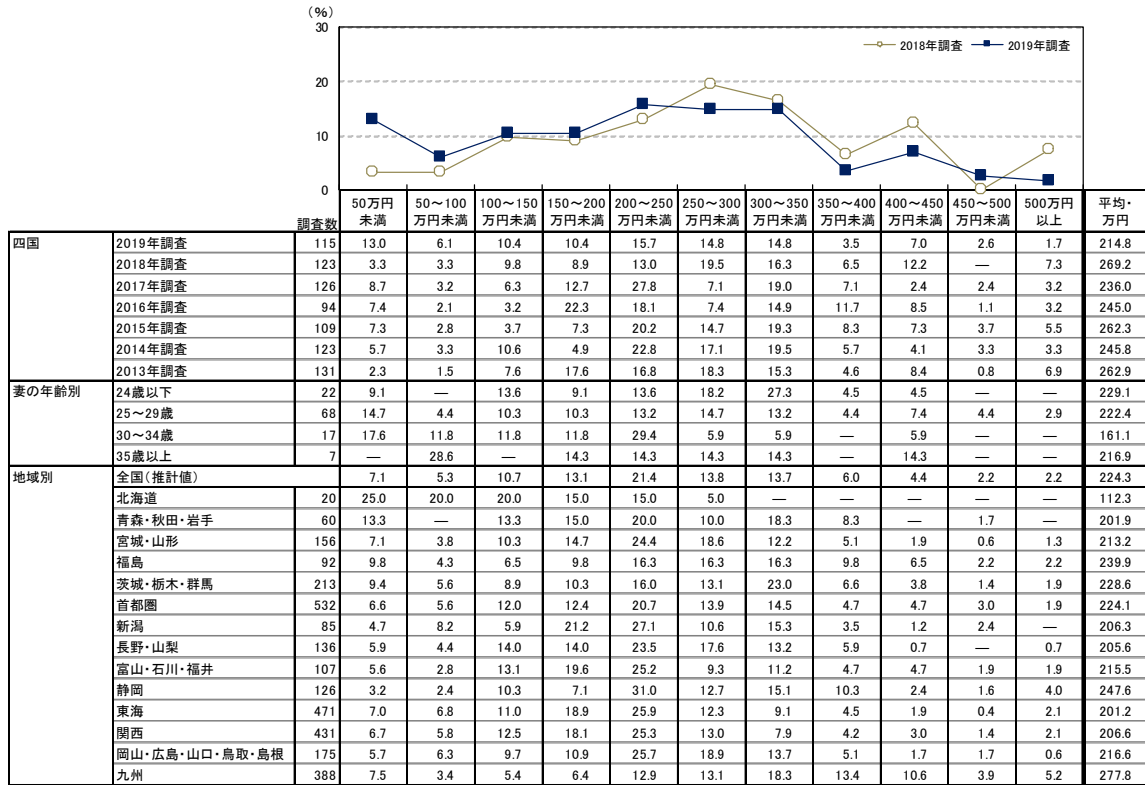 (%)
30
20
10
0
2018年調査 2019年調査
調査数 50万円未満 50～100万円未満 100～150万円未満 150～200万円未満 200～250万円未満 250～300万円未満 300～350万円未満 350～400万円未満 400～450万円未満 450～500万円未満 500万円以上 平均・万円
四国 2019年調査 115 13.0 6.1 10.4 10.4 15.7 14.8 14.8 3.5 7.0 2.6 1.7 214.8
2018年調査 123 3.3 3.3 9.8 8.9 13.0 19.5 16.3 6.5 12.2 — 7.3 269.2
2017年調査 126 8.7 3.2 6.3 12.7 27.8 7.1 19.0 7.1 2.4 2.4 3.2 236.0
2016年調査 94 7.4 2.1 3.2 22.3 18.1 7.4 14.9 11.7 8.5 1.1 3.2 245.0
2015年調査 109 7.3 2.8 3.7 7.3 20.2 14.7 19.3 8.3 7.3 3.7 5.5 262.3
2014年調査 123 5.7 3.3 10.6 4.9 22.8 17.1 19.5 5.7 4.1 3.3 3.3 245.8
2013年調査 131 2.3 1.5 7.6 17.6 16.8 18.3 15.3 4.6 8.4 0.8 6.9 262.9
妻の年齢別 24歳以下 22 9.1 — 13.6 9.1 13.6 18.2 27.3 4.5 4.5 — — 229.1
25～29歳 68 14.7 4.4 10.3 10.3 13.2 14.7 13.2 4.4 7.4 4.4 2.9 222.4
30～34歳 17 17.6 11.8 11.8 11.8 29.4 5.9 5.9 — 5.9 — — 161.1
35歳以上 7 — 28.6 — 14.3 14.3 14.3 14.3 — 14.3 — — 216.9
地域別 全国（推計値） 7.1 5.3 10.7 13.1 21.4 13.8 13.7 6.0 4.4 2.2 2.2 224.3
北海道 20 25.0 20.0 20.0 15.0 15.0 5.0 — — — — — 112.3
青森・秋田・岩手 60 13.3 — 13.3 15.0 20.0 10.0 18.3 8.3 — 1.7 — 201.9
宮城・山形 156 7.1 3.8 10.3 14.7 24.4 18.6 12.2 5.1 1.9 0.6 1.3 213.2
福島 92 9.8 4.3 6.5 9.8 16.3 16.3 16.3 9.8 6.5 2.2 2.2 239.9
茨城・栃木・群馬 213 9.4 5.6 8.9 10.3 16.0 13.1 23.0 6.6 3.8 1.4 1.9 228.6
首都圏 532 6.6 5.6 12.0 12.4 20.7 13.9 14.5 4.7 4.7 3.0 1.9 224.1
新潟 85 4.7 8.2 5.9 21.2 27.1 10.6 15.3 3.5 1.2 2.4 — 206.3
長野・山梨 136 5.9 4.4 14.0 14.0 23.5 17.6 13.2 5.9 0.7 — 0.7 205.6
富山・石川・福井 107 5.6 2.8 13.1 19.6 25.2 9.3 11.2 4.7 4.7 1.9 1.9 215.5
静岡 126 3.2 2.4 10.3 7.1 31.0 12.7 15.1 10.3 2.4 1.6 4.0 247.6
東海 471 7.0 6.8 11.0 18.9 25.9 12.3 9.1 4.5 1.9 0.4 2.1 201.2
関西 431 6.7 5.8 12.5 18.1 25.3 13.0 7.9 4.2 3.0 1.4 2.1 206.6
岡山・広島・山口・鳥取・島根 175 5.7 6.3 9.7 10.9 25.7 18.9 13.7 5.1 1.7 1.7 0.6 216.6
九州 388 7.5 3.4 5.4 6.4 12.9 13.1 18.3 13.4 10.6 3.9 5.2 277.8